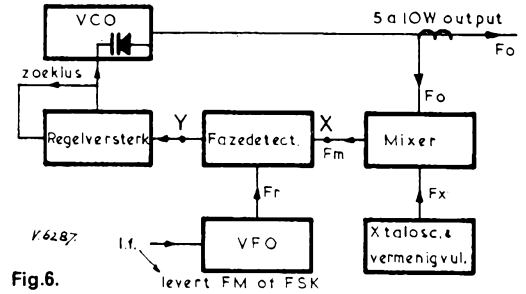 VCO
5 a 10W output
Fo
zoeklus
Fo
Regelversterk
Y
Fazedetect.
X
Fm
Mixer
Fr
Fx
V.6287.
l.f.
VFO
Xtalosc. &
vermenigvul.
Fig.6.
levert FM of FSK